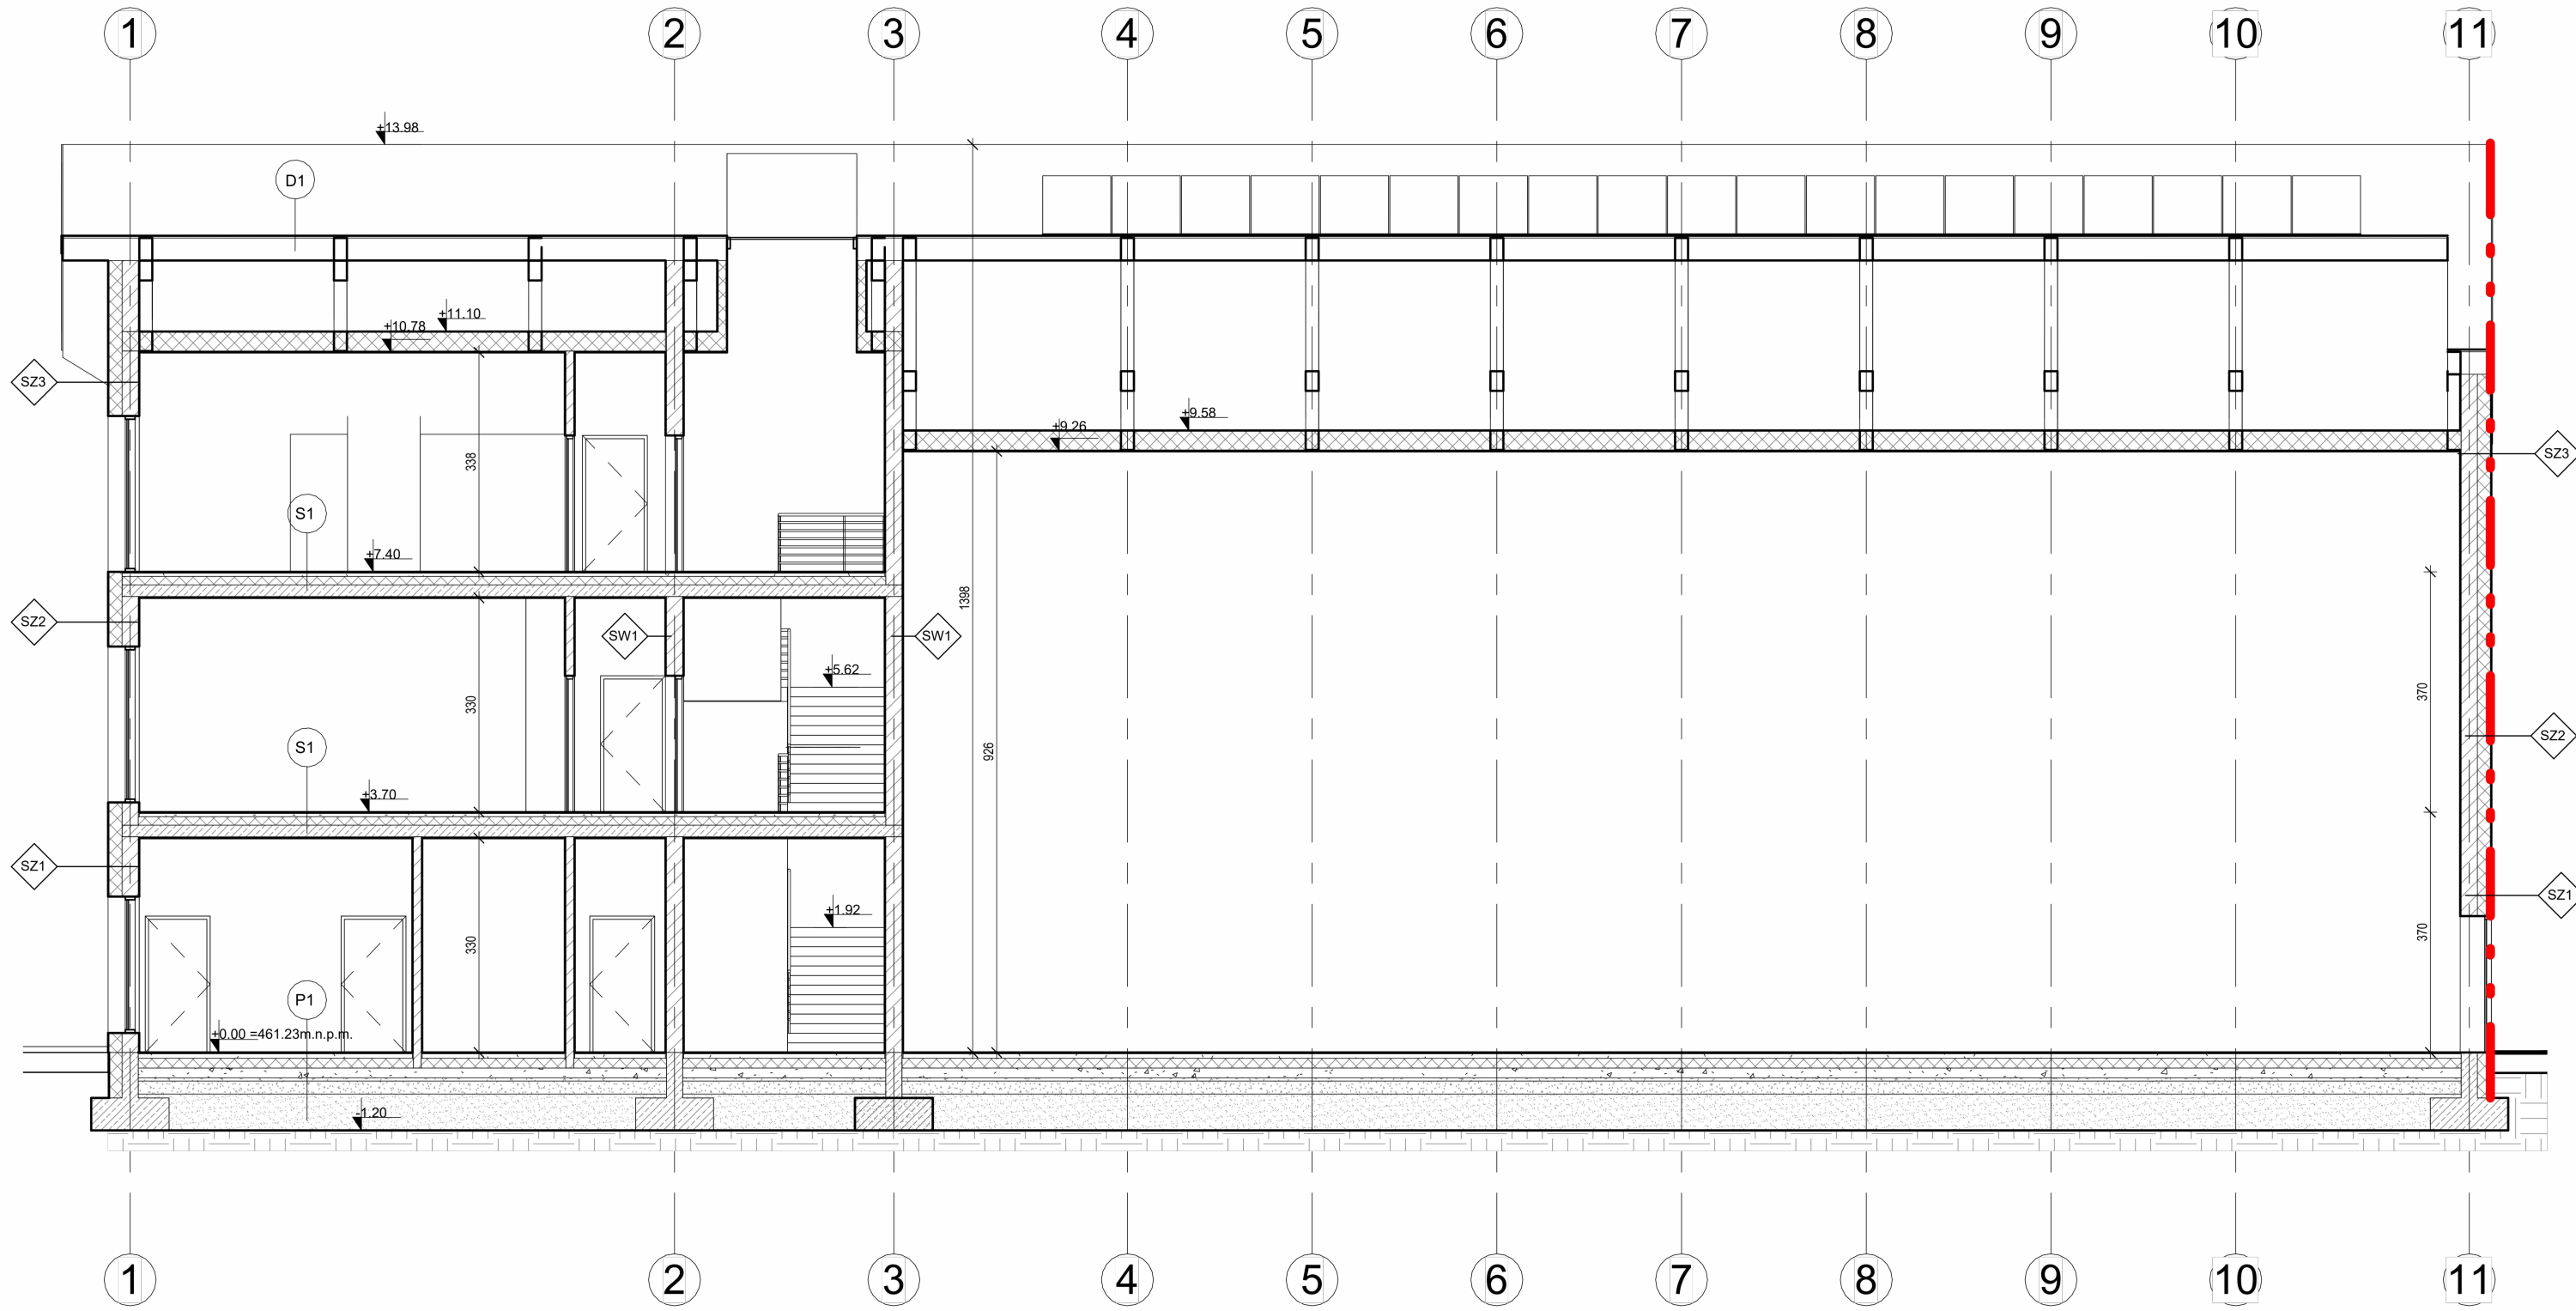 1 2 3 4 5 6 7 8 9 10 11
+13.98
D1
+11.10
+10.78
SZ3
+9.58
+9.26
SZ3
338
S1
+7.40
1398
SZ2
SW1
SW1
+5.62
330
370
S1
926
SZ2
+3.70
SZ1
SZ1
+1.92
330
370
P1
+0.00 =461.23m.n.p.m.
-1.20
1 2 3 4 5 6 7 8 9 10 11